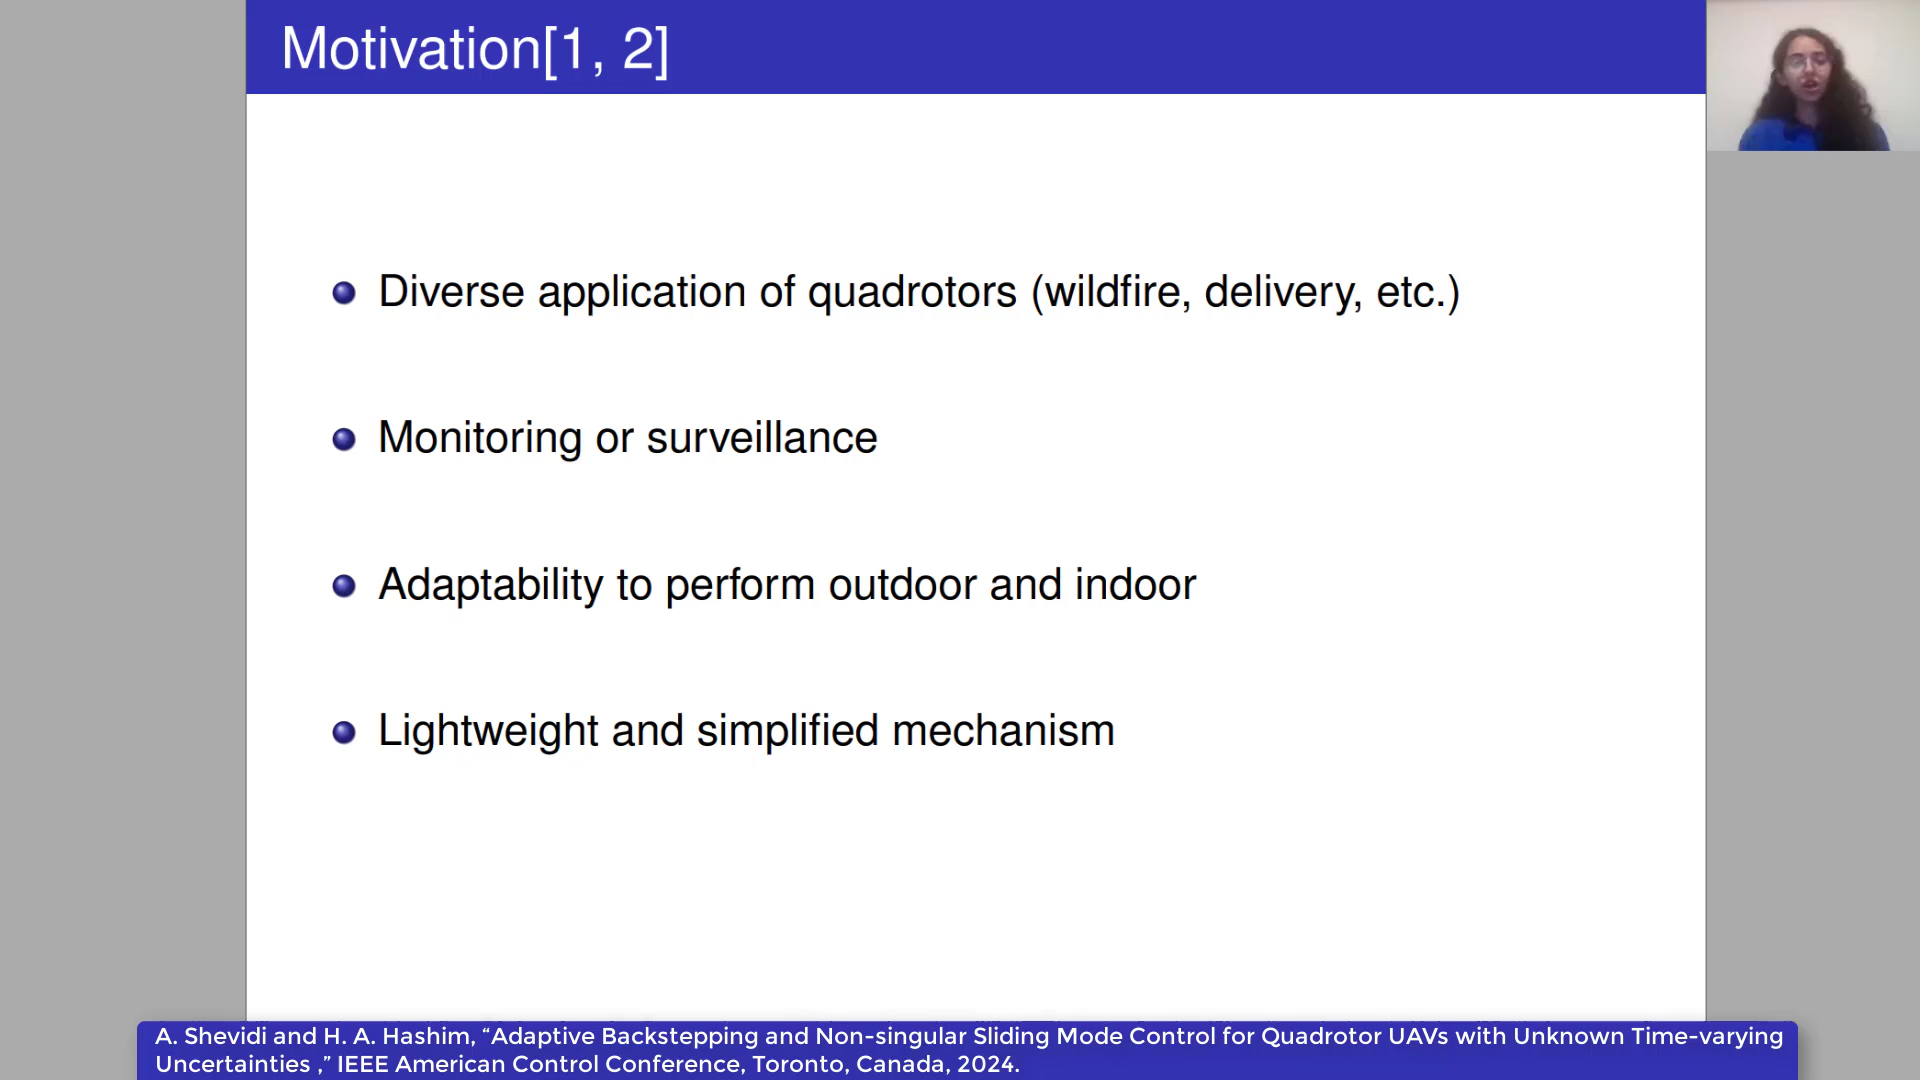 Motivation[1, 2]
Diverse application of quadrotors (wildfire, delivery, etc.)
Monitoring or surveillance
Adaptability to perform outdoor and indoor
Lightweight and simplified mechanism
A. Shevidi and H. A. Hashim, “Adaptive Backstepping and Non-singular Sliding Mode Control for Quadrotor UAVs with Unknown Time-varying
Uncertainties ,” IEEE American Control Conference, Toronto, Canada, 2024.